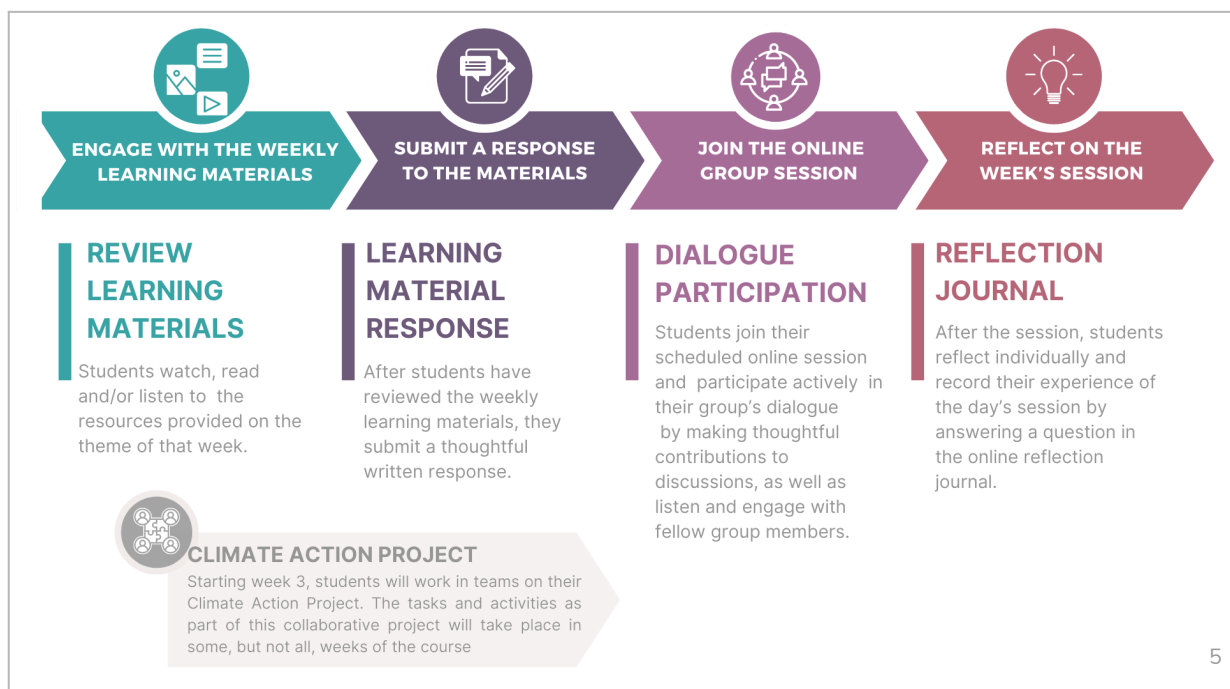 ENGAGE WITH THE WEEKLY
LEARNING MATERIALS
SUBMIT A RESPONSE
TO THE MATERIALS
JOIN THE ONLINE
GROUP SESSION
REFLECT ON THE
WEEK'S SESSION
REVIEW
LEARNING
MATERIALS
Students watch, read
and/or listen to the
resources provided on the
theme of that week.
LEARNING
MATERIAL
RESPONSE
After students have
reviewed the weekly
learning materials, they
submit a thoughtful
written response.
DIALOGUE
PARTICIPATION
Students join their
scheduled online session
and participate actively in
their group's dialogue
by making thoughtful
contributions to
discussions, as well as
listen and engage with
fellow group members.
REFLECTION
JOURNAL
After the session, students
reflect individually and
record their experience of
the day's session by
answering a question in
the online reflection
journal.
CLIMATE ACTION PROJECT
Starting week 3, students will work in teams on their
Climate Action Project. The tasks and activities as
part of this collaborative project will take place in
some, but not all, weeks of the course
5